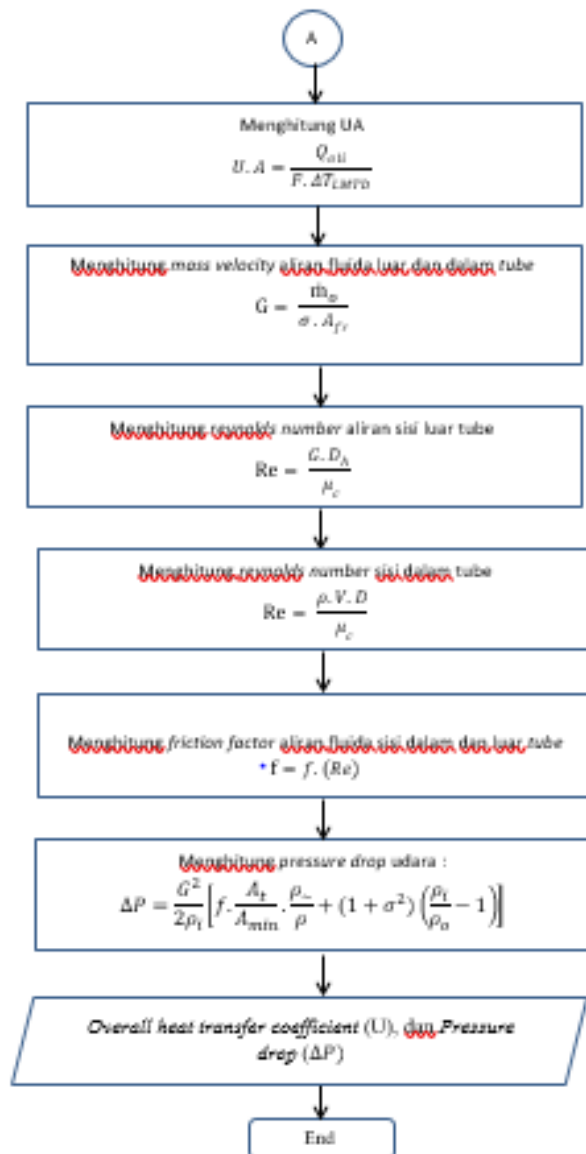 A
Menghitung UA
U.A = Q_oli / F.ΔT_LMTD
Menghitung mass velocity aliran fluida luar dan dalam tube
G = ṁ_o / σ.A_fr
Menghitung reynolds number aliran sisi luar tube
Re = G.D_h / μ_c
Menghitung reynolds number sisi dalam tube
Re = ρ.V.D / μ_c
Menghitung friction factor aliran fluida sisi dalam dan luar tube
f = f.(Re)
Menghitung pressure drop udara :
ΔP = G² / 2ρ_i [f. A_t / A_min . ρ_~ / ρ + (1 + σ²) (ρ_i / ρ_o − 1)]
Overall heat transfer coefficient (U), dan Pressure
drop (ΔP)
End